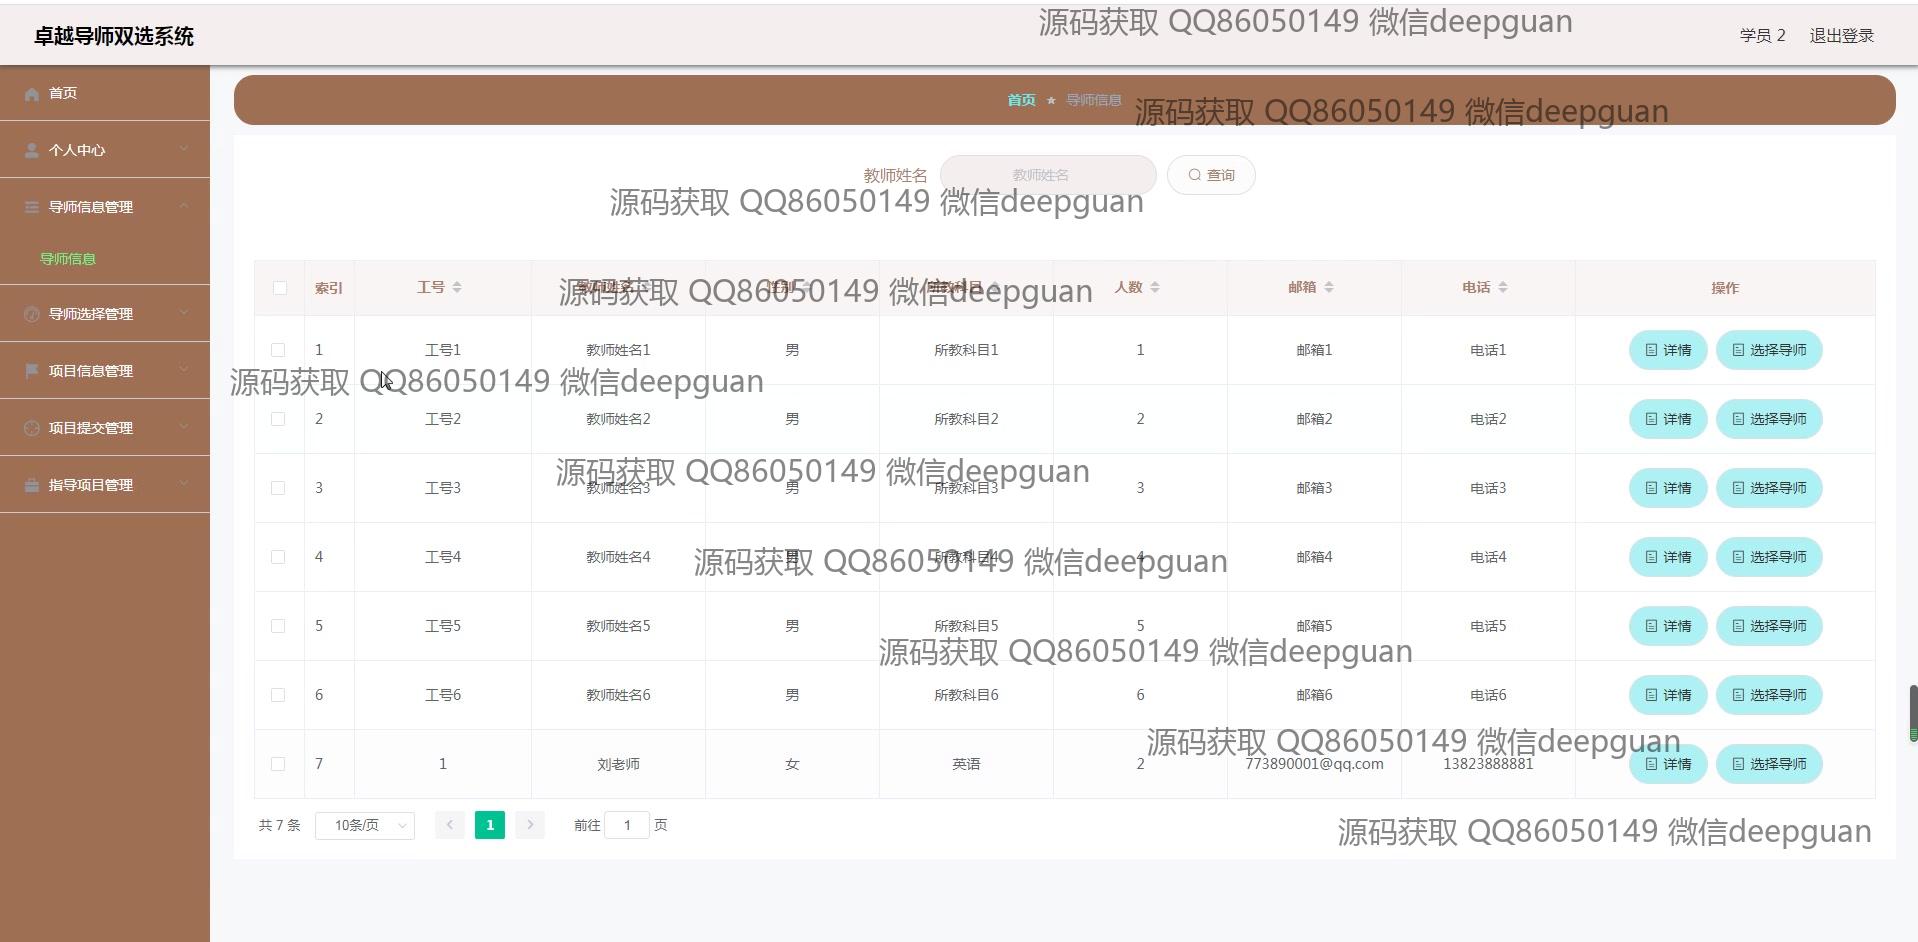 卓越导师双选系统
源码获取 QQ86050149 微信deepguan
学员 2 退出登录
首页
个人中心
导师信息管理
导师信息
导师选择管理
项目信息管理
项目提交管理
指导项目管理
首页 ★ 导师信息
源码获取 QQ86050149 微信deepguan
教师姓名 教师姓名 查询
源码获取 QQ86050149 微信deepguan
索引 工号 教师姓名 性别 所教科目 人数 邮箱 电话 操作
源码获取 QQ86050149 微信deepguan
1 工号1 教师姓名1 男 所教科目1 1 邮箱1 电话1 详情 选择导师
源码获取 QQ86050149 微信deepguan
2 工号2 教师姓名2 男 所教科目2 2 邮箱2 电话2 详情 选择导师
源码获取 QQ86050149 微信deepguan
3 工号3 教师姓名3 男 所教科目3 3 邮箱3 电话3 详情 选择导师
4 工号4 教师姓名4 男 所教科目4 4 邮箱4 电话4 详情 选择导师
源码获取 QQ86050149 微信deepguan
5 工号5 教师姓名5 男 所教科目5 5 邮箱5 电话5 详情 选择导师
源码获取 QQ86050149 微信deepguan
6 工号6 教师姓名6 男 所教科目6 6 邮箱6 电话6 详情 选择导师
源码获取 QQ86050149 微信deepguan
7 1 刘老师 女 英语 2 773890001@qq.com 13823888881 详情 选择导师
共 7 条 10条/页 1 前往 1 页
源码获取 QQ86050149 微信deepguan